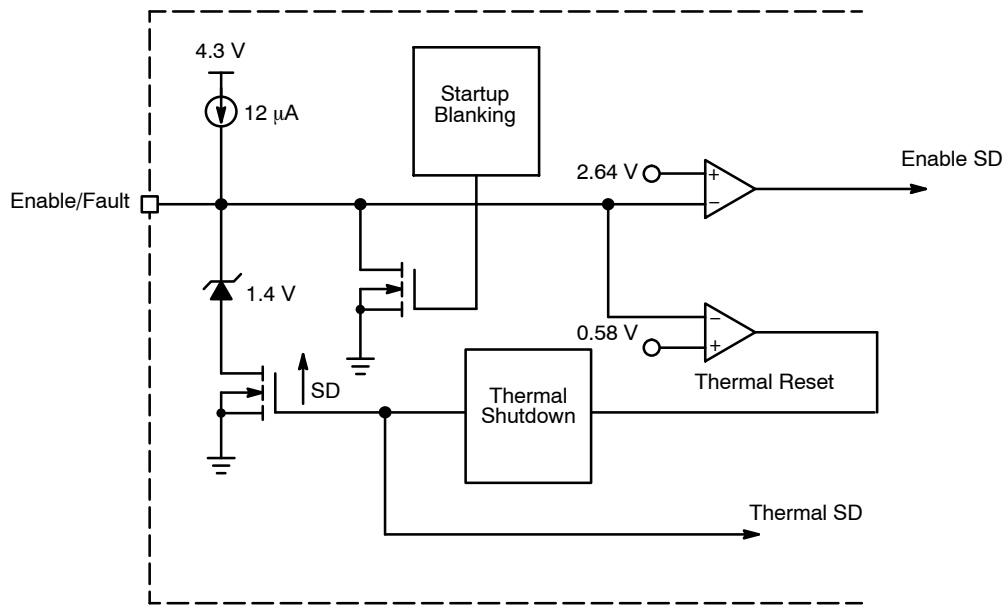 4.3 V
12 μA
Startup
Blanking
Enable/Fault
2.64 V
+
−
Enable SD
1.4 V
0.58 V
−
+
Thermal Reset
SD
Thermal
Shutdown
Thermal SD